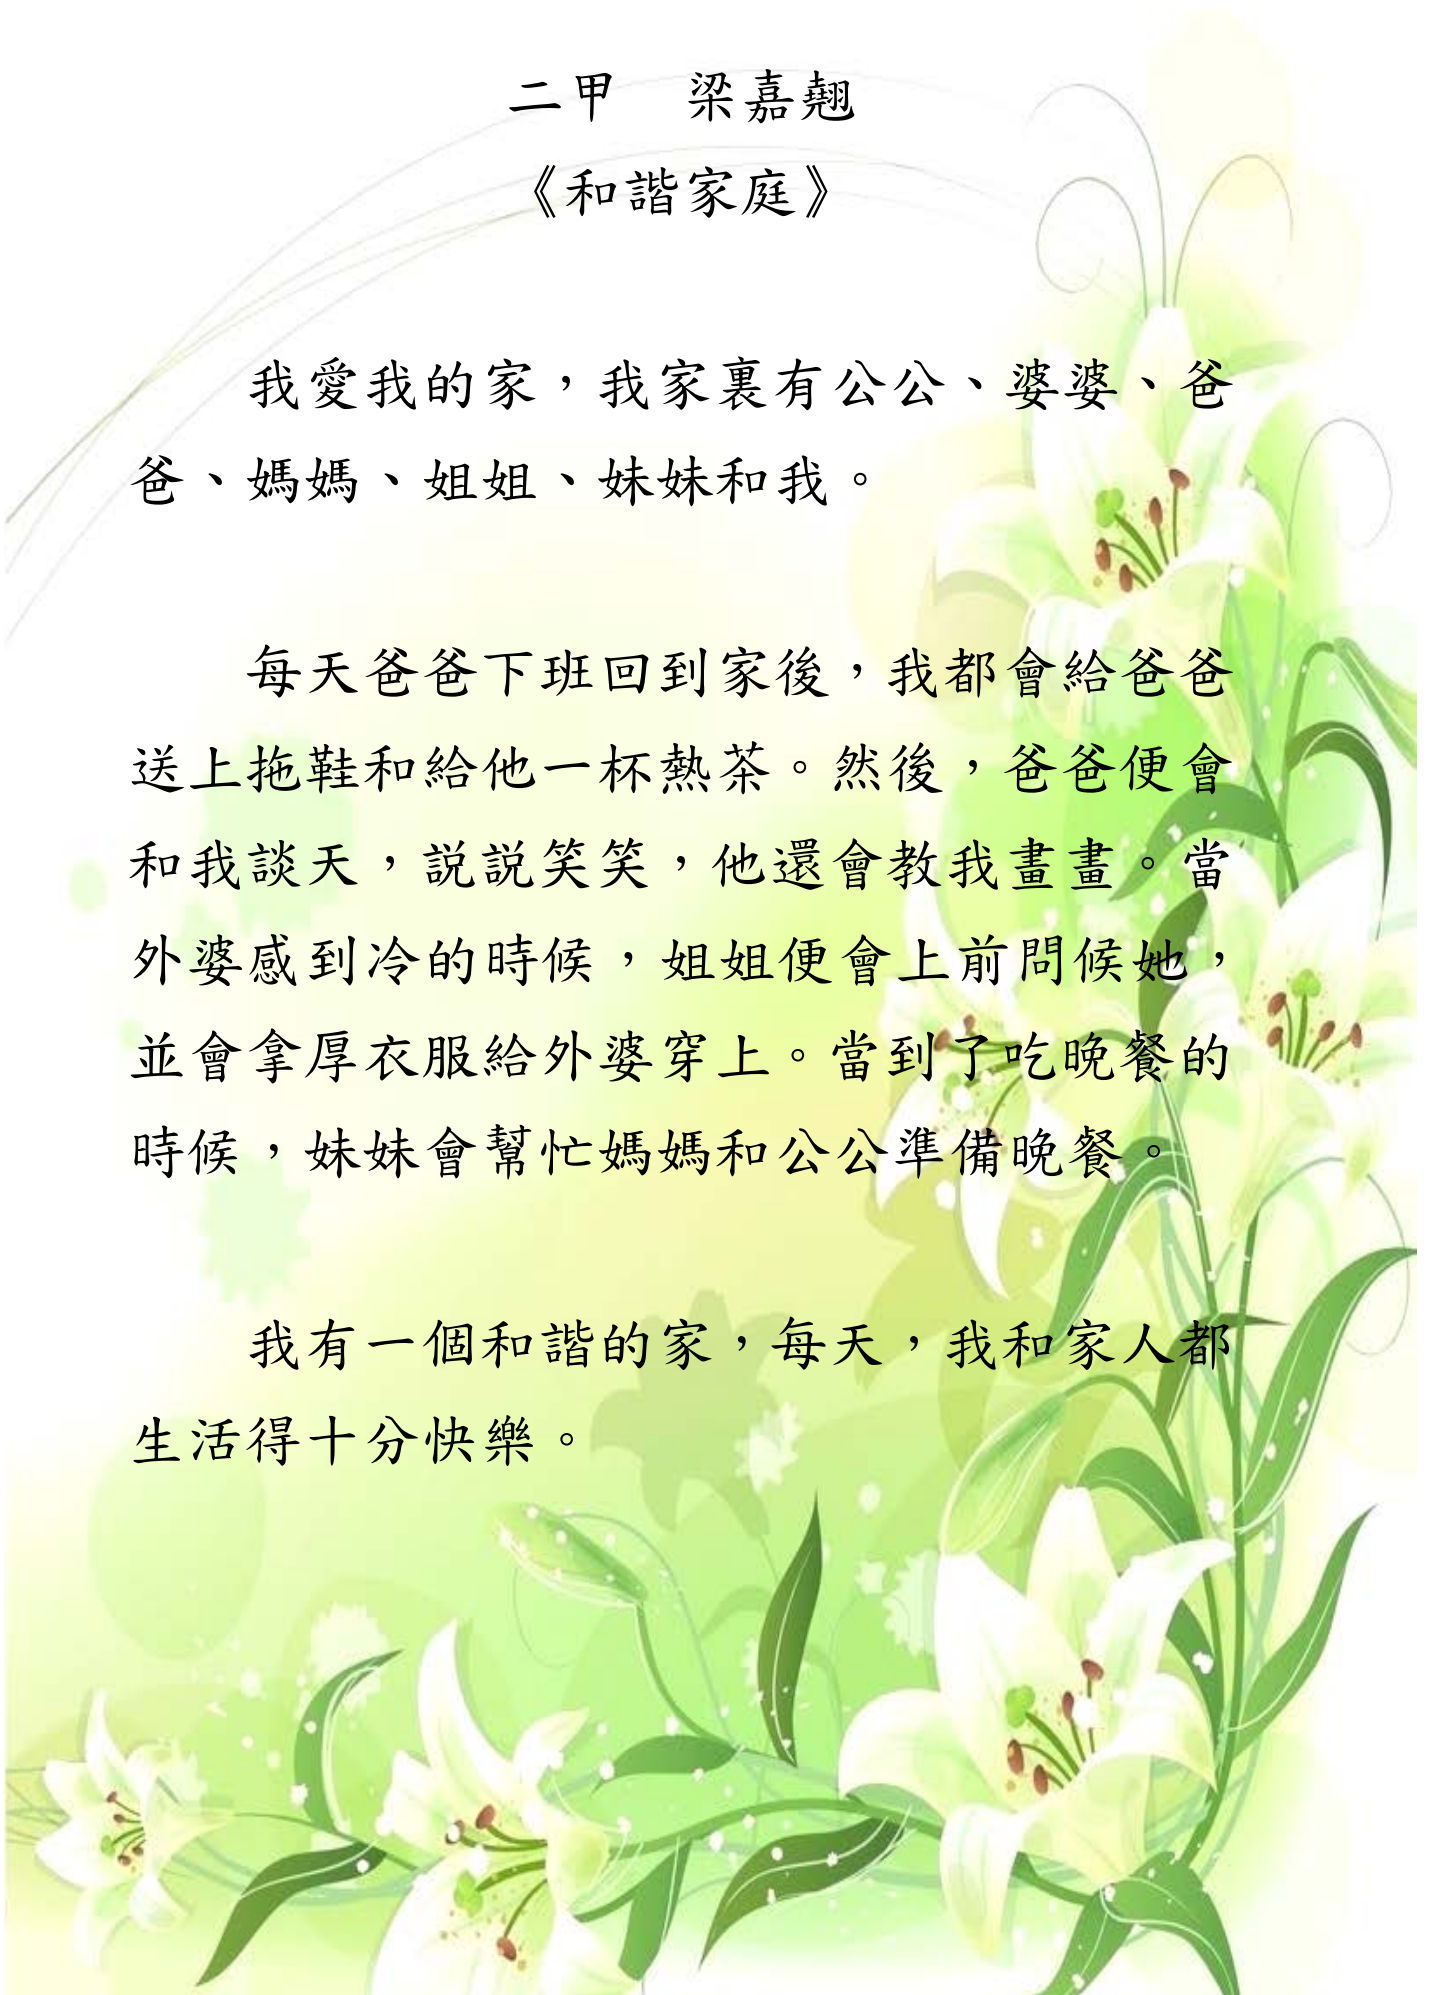 二甲　梁嘉翹
《和諧家庭》
我愛我的家，我家裏有公公、婆婆、爸
爸、媽媽、姐姐、妹妹和我。
每天爸爸下班回到家後，我都會給爸爸
送上拖鞋和給他一杯熱茶。然後，爸爸便會
和我談天，説説笑笑，他還會教我畫畫。當
外婆感到冷的時候，姐姐便會上前問候她，
並會拿厚衣服給外婆穿上。當到了吃晚餐的
時候，妹妹會幫忙媽媽和公公準備晚餐。
我有一個和諧的家，每天，我和家人都
生活得十分快樂。